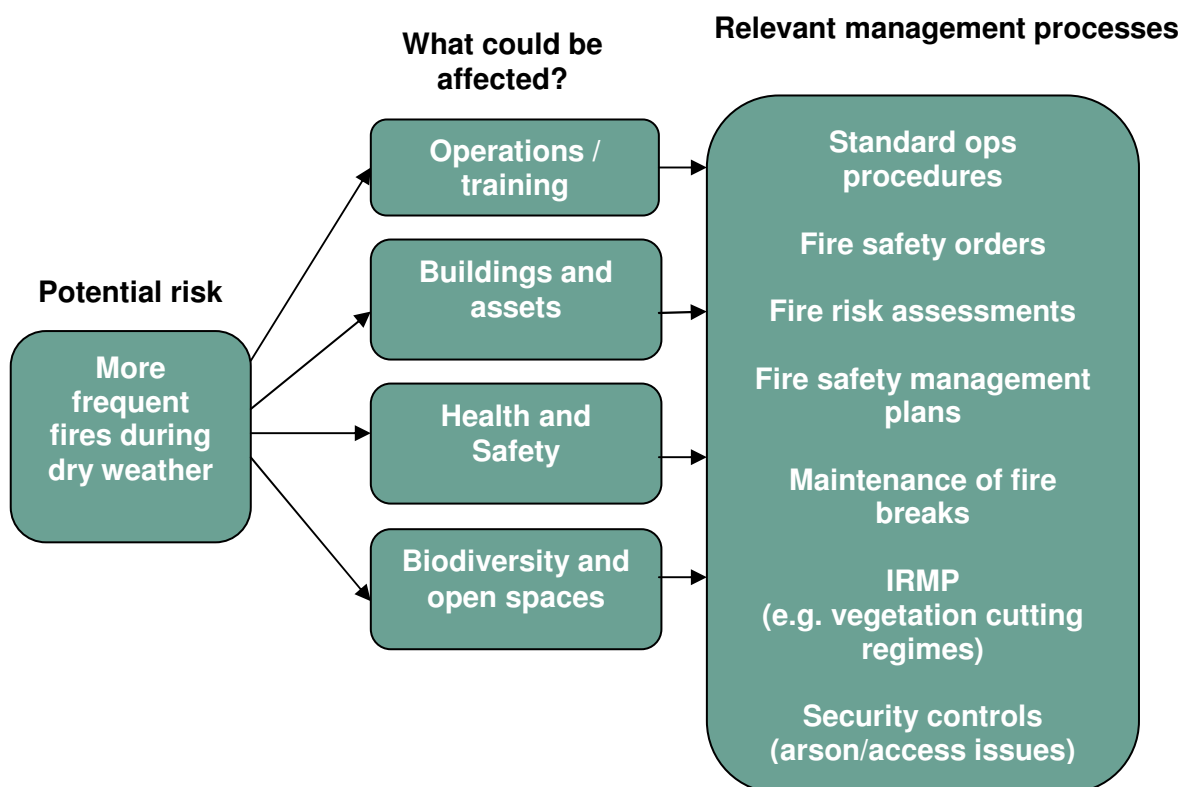 Potential risk
More
frequent
fires during
dry weather
What could be
affected?
Operations /
training
Buildings and
assets
Health and
Safety
Biodiversity and
open spaces
Relevant management processes
Standard ops
procedures
Fire safety orders
Fire risk assessments
Fire safety management
plans
Maintenance of fire
breaks
IRMP
(e.g. vegetation cutting
regimes)
Security controls
(arson/access issues)